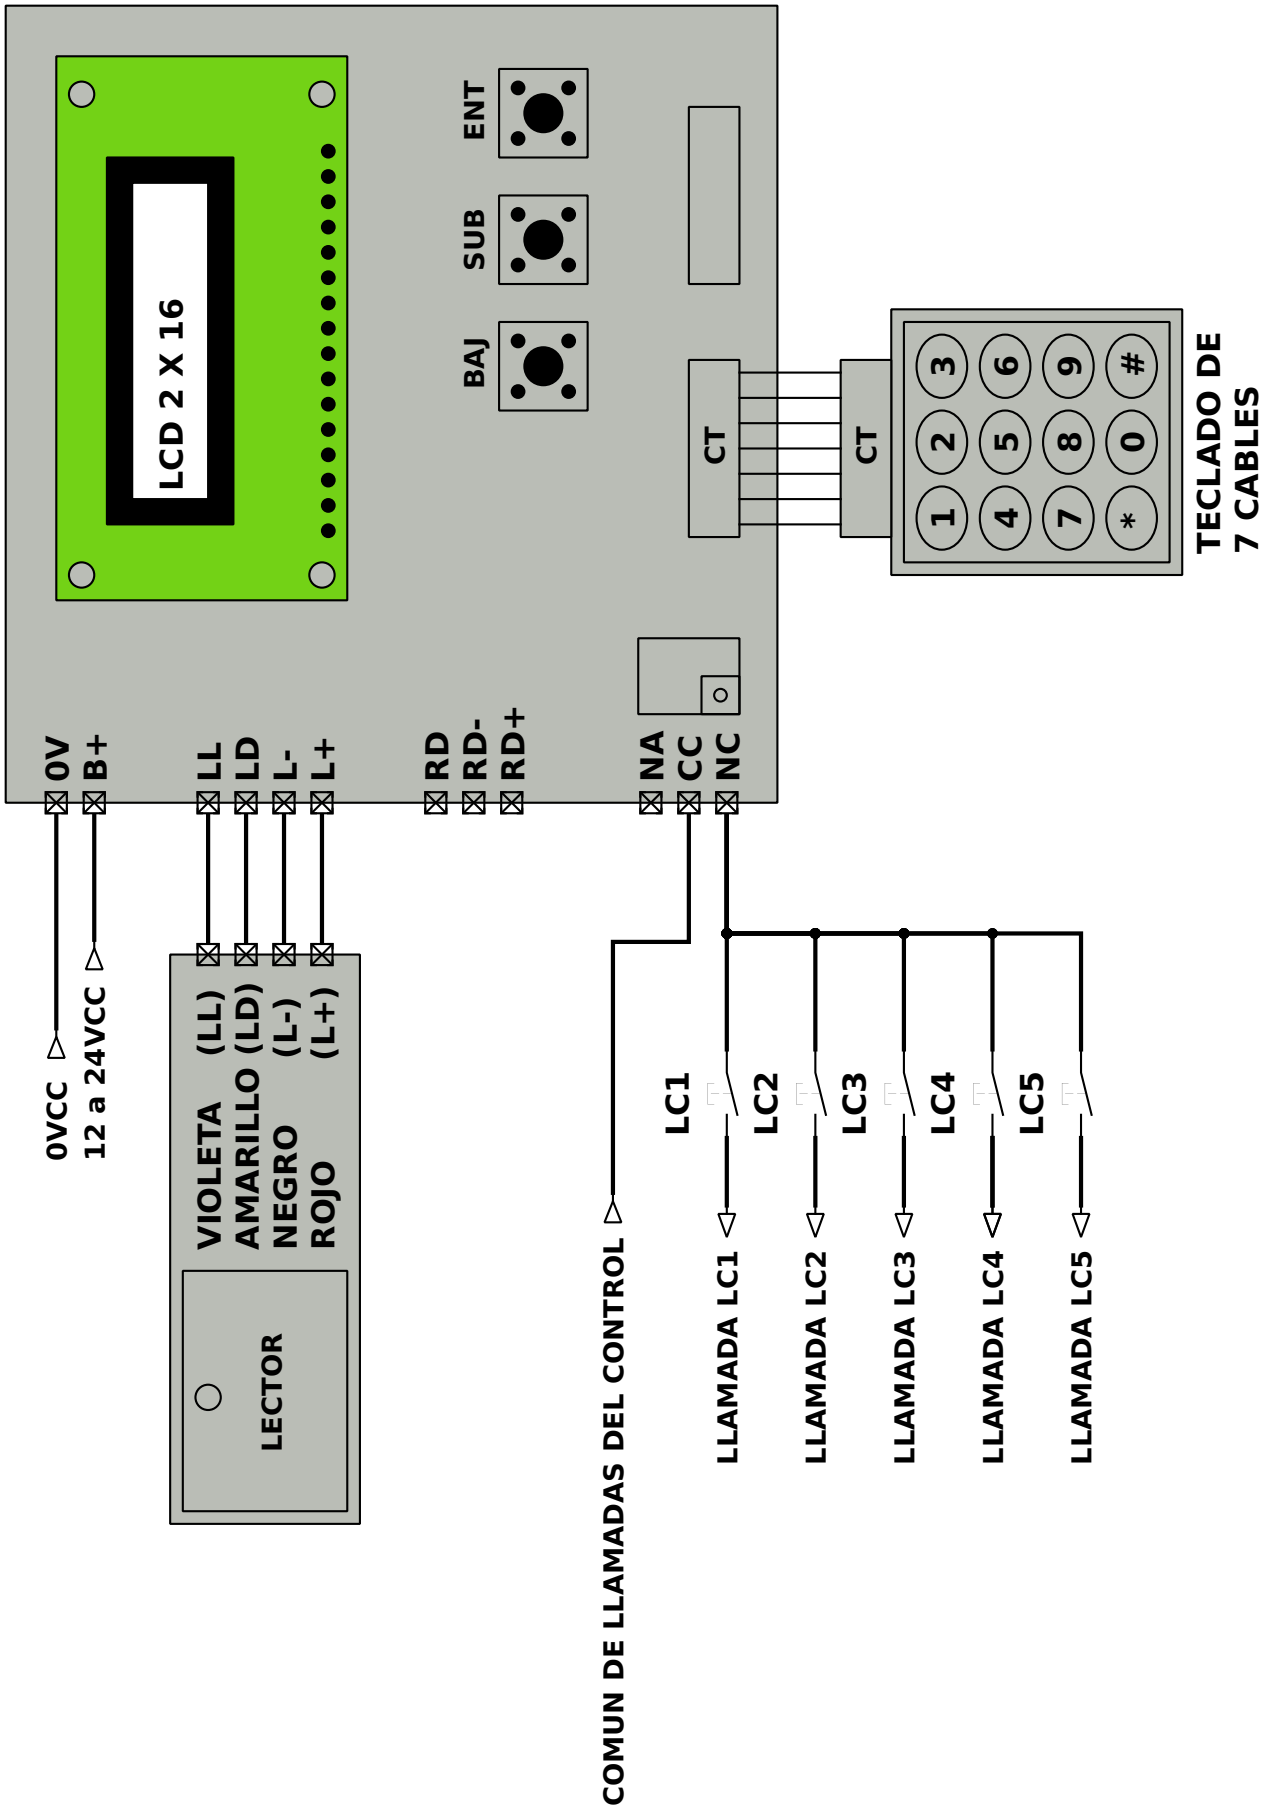 LCD 2 X 16
ENT
SUB
BAJ
CT
CT
3
6
9
#
2
5
8
0
1
4
7
*
TECLADO DE
7 CABLES
0V
B+
LL
LD
L-
L+
RD
RD-
RD+
NA
CC
NC
0VCC
12 a 24VCC
VIOLETA (LL)
AMARILLO (LD)
NEGRO (L-)
ROJO (L+)
LECTOR
LC1
LC2
LC3
LC4
LC5
COMUN DE LLAMADAS DEL CONTROL
LLAMADA LC1
LLAMADA LC2
LLAMADA LC3
LLAMADA LC4
LLAMADA LC5